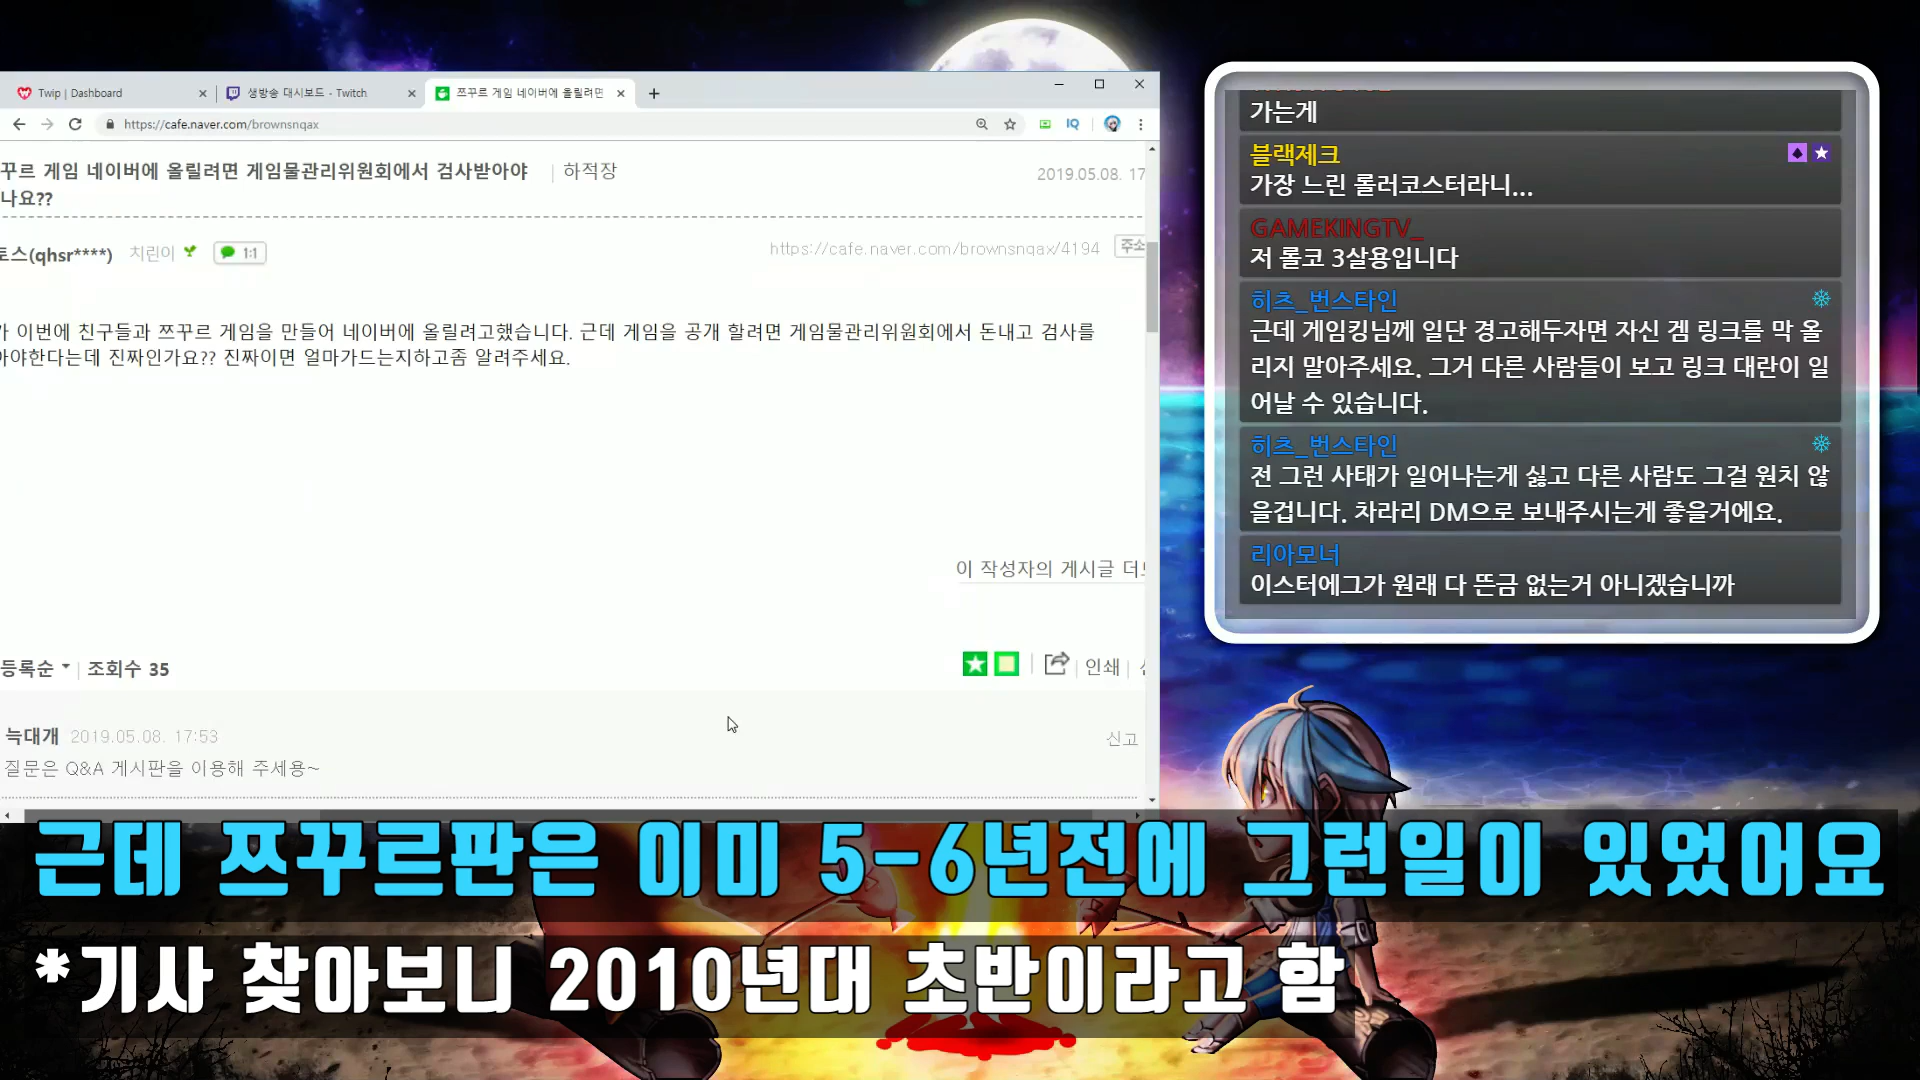 Twip | Dashboard
생방송 대시보드 - Twitch
쯔꾸르 게임 네이버에 올릴려면
https://cafe.naver.com/brownsnqax
꾸르 게임 네이버에 올릴려면 게임물관리위원회에서 검사받아야
하적장
2019.05.08. 17
나요??
토스(qhsr****)
치린이
1:1
https://cafe.naver.com/brownsnqax/4194
주소
가 이번에 친구들과 쯔꾸르 게임을 만들어 네이버에 올릴려고했습니다. 근데 게임을 공개 할려면 게임물관리위원회에서 돈내고 검사를
아야한다는데 진짜인가요?? 진짜이면 얼마가드는지하고좀 알려주세요.
이 작성자의 게시글 더
등록순
조회수 35
인쇄
늑대개 2019.05.08. 17:53
신고
질문은 Q&A 게시판을 이용해 주세용~
가는게
블랙제크
가장 느린 롤러코스터라니...
GAMEKINGTV_
저 롤코 3살용입니다
히츠_번스타인
근데 게임킹님께 일단 경고해두자면 자신 겜 링크를 막 올
리지 말아주세요. 그거 다른 사람들이 보고 링크 대란이 일
어날 수 있습니다.
히츠_번스타인
전 그런 사태가 일어나는게 싫고 다른 사람도 그걸 원치 않
을겁니다. 차라리 DM으로 보내주시는게 좋을거에요.
리아모너
이스터에그가 원래 다 뜬금 없는거 아니겠습니까
근데 쯔꾸르판은 이미 5-6년전에 그런일이 있었어요
*기사 찾아보니 2010년대 초반이라고 함